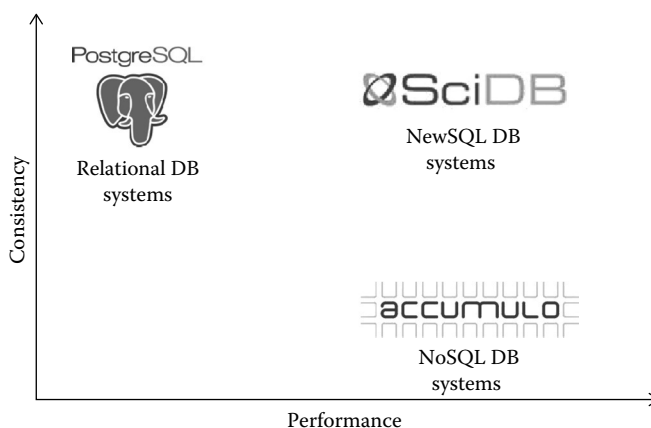 PostgreSQL
Relational DB
systems
SciDB
NewSQL DB
systems
accumulo
NoSQL DB
systems
Consistency
Performance